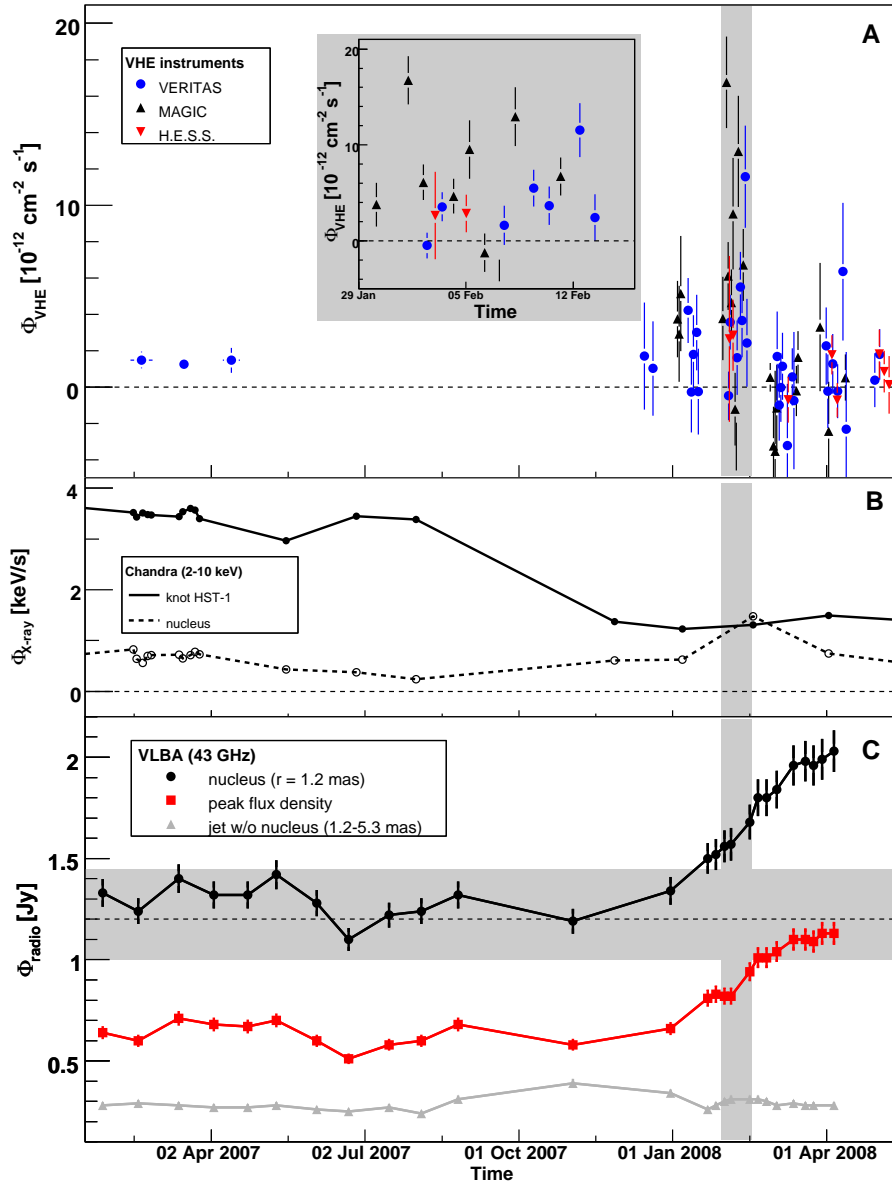 A
20
10
0
ΦVHE [10-12 cm-2 s-1]
VHE instruments
VERITAS
MAGIC
H.E.S.S.
20
10
0
ΦVHE [10-12 cm-2 s-1]
29 Jan 05 Feb 12 Feb
Time
B
4
2
0
ΦX-ray [keV/s]
Chandra (2-10 keV)
knot HST-1
nucleus
C
2
1.5
1
0.5
Φradio [Jy]
VLBA (43 GHz)
nucleus (r = 1.2 mas)
peak flux density
jet w/o nucleus (1.2-5.3 mas)
02 Apr 2007 02 Jul 2007 01 Oct 2007 01 Jan 2008 01 Apr 2008
Time